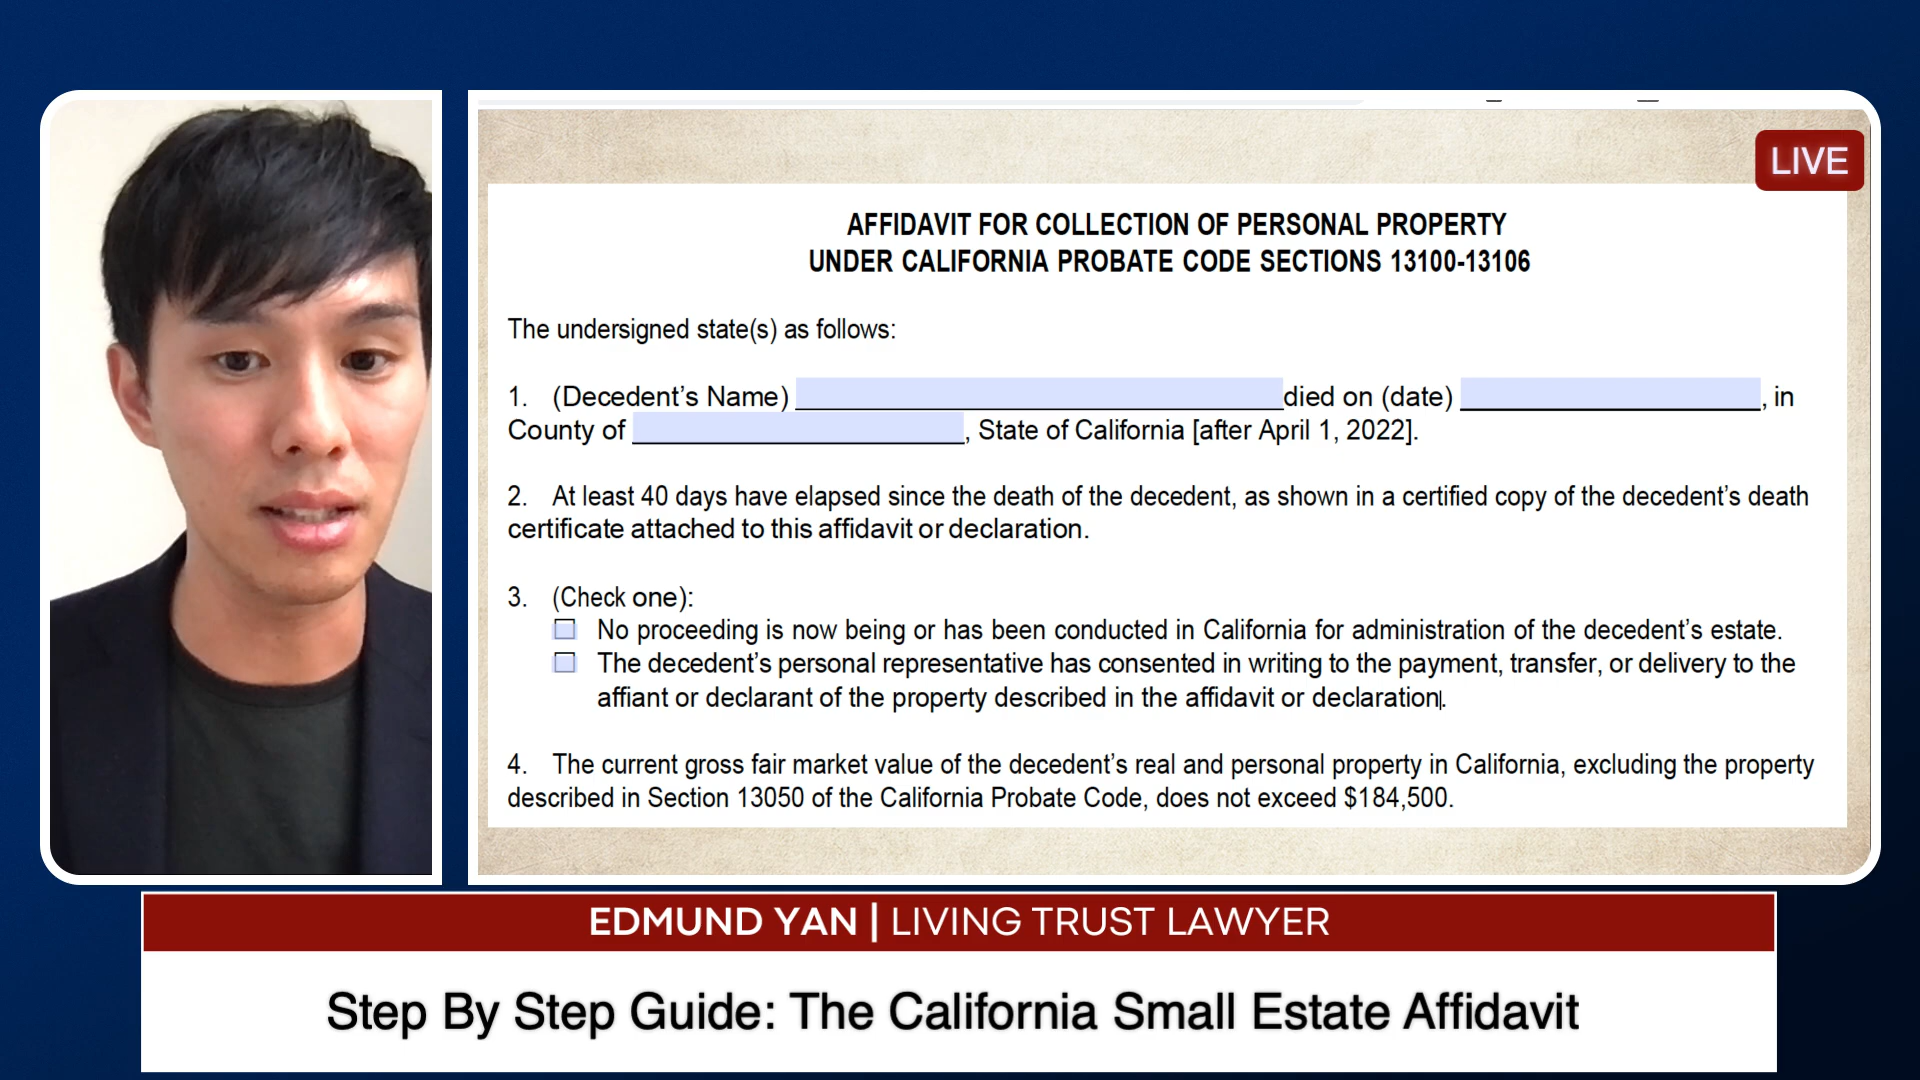 LIVE
AFFIDAVIT FOR COLLECTION OF PERSONAL PROPERTY
UNDER CALIFORNIA PROBATE CODE SECTIONS 13100-13106
The undersigned state(s) as follows:
1. (Decedent’s Name) died on (date) , in
County of , State of California [after April 1, 2022].
2. At least 40 days have elapsed since the death of the decedent, as shown in a certified copy of the decedent’s death
certificate attached to this affidavit or declaration.
3. (Check one):
No proceeding is now being or has been conducted in California for administration of the decedent’s estate.
The decedent’s personal representative has consented in writing to the payment, transfer, or delivery to the
affiant or declarant of the property described in the affidavit or declaration.
4. The current gross fair market value of the decedent’s real and personal property in California, excluding the property
described in Section 13050 of the California Probate Code, does not exceed $184,500.
EDMUND YAN | LIVING TRUST LAWYER
Step By Step Guide: The California Small Estate Affidavit